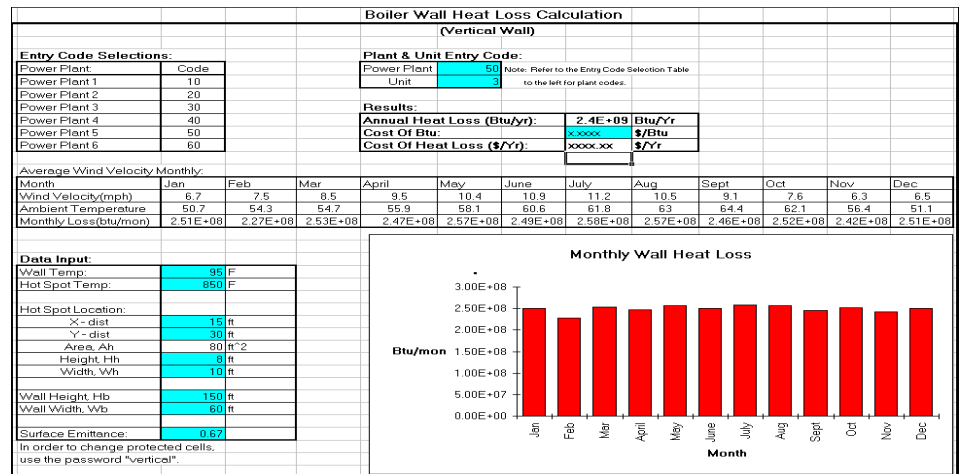 Boiler Wall Heat Loss Calculation
(Vertical Wall)
Entry Code Selections:
Power Plant: Code
Power Plant 1 10
Power Plant 2 20
Power Plant 3 30
Power Plant 4 40
Power Plant 5 50
Power Plant 6 60
Plant & Unit Entry Code:
Power Plant 50 Note: Refer to the Entry Code Selection Table
Unit 3 to the left for plant codes.
Results:
Annual Heat Loss (Btu/yr): 2.4E+09 Btu/Yr
Cost Of Btu: x.xxxx $/Btu
Cost Of Heat Loss ($/Yr): xxxx.xx $/Yr
Average Wind Velocity Monthly:
Month Jan Feb Mar April May June July Aug Sept Oct Nov Dec
Wind Velocity(mph) 6.7 7.5 8.5 9.5 10.4 10.9 11.2 10.5 9.1 7.6 6.3 6.5
Ambient Temperature 50.7 54.3 54.7 55.9 58.1 60.6 61.8 63 64.4 62.1 56.4 51.1
Monthly Loss(btu/mon) 2.51E+08 2.27E+08 2.53E+08 2.47E+08 2.57E+08 2.49E+08 2.58E+08 2.57E+08 2.46E+08 2.52E+08 2.42E+08 2.51E+08
Data Input:
Wall Temp: 95 F
Hot Spot Temp: 850 F
Hot Spot Location:
X - dist 15 ft
Y - dist 30 ft
Area, Ah 80 ft^2
Height, Hh 8 ft
Width, Wh 10 ft
Wall Height, Hb 150 ft
Wall Width, Wb 60 ft
Surface Emittance: 0.67
In order to change protected cells,
use the password "vertical".
Monthly Wall Heat Loss
3.00E+08
2.50E+08
2.00E+08
Btu/mon 1.50E+08
1.00E+08
5.00E+07
0.00E+00
Jan Feb Mar April May June July Aug Sept Oct Nov Dec
Month